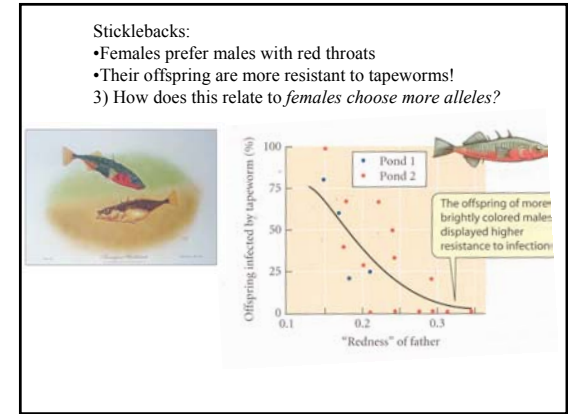 Sticklebacks:
•Females prefer males with red throats
•Their offspring are more resistant to tapeworms!
3) How does this relate to females choose more alleles?
Offspring infected by tapeworm (%)
100
75
50
25
0
Pond 1
Pond 2
The offspring of more
brightly colored males
displayed higher
resistance to infection
0.1
0.2
0.3
"Redness" of father